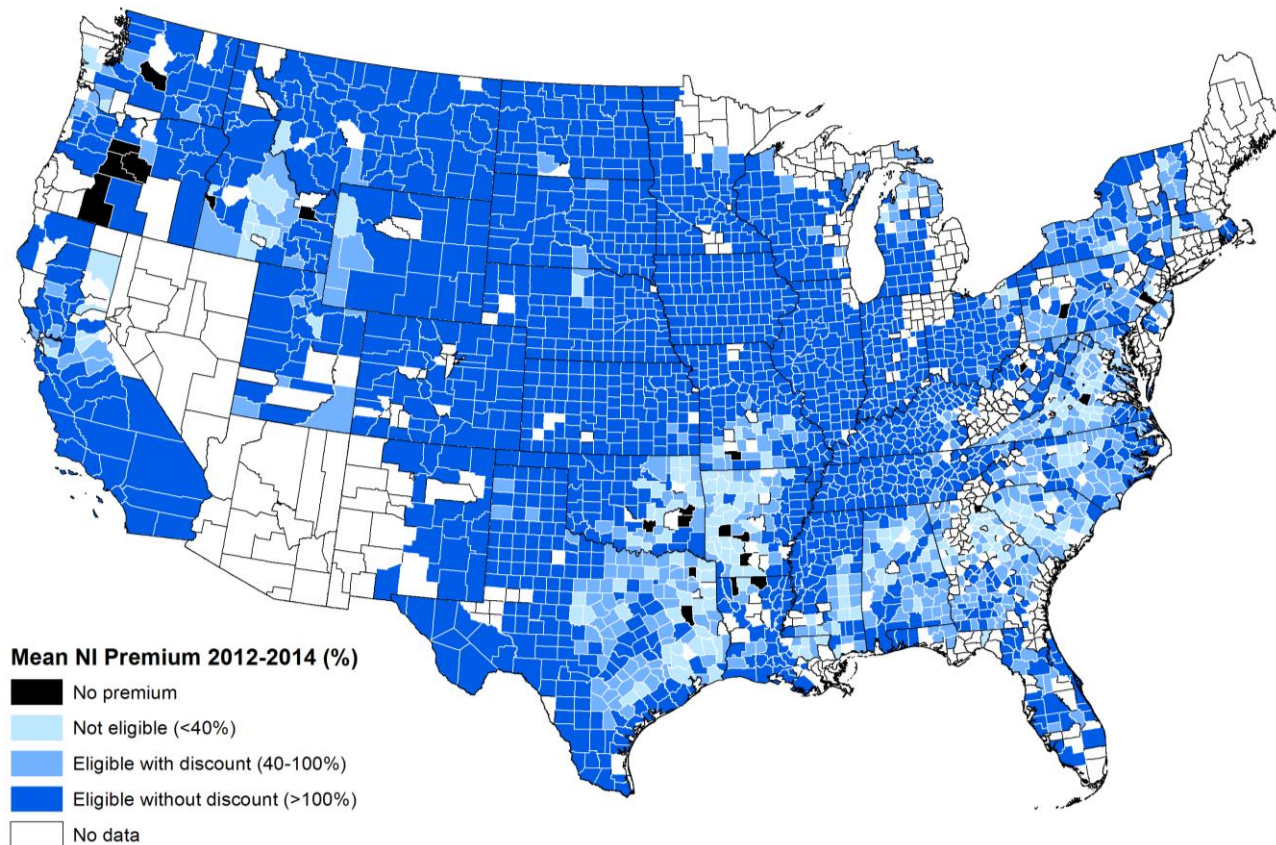 Mean NI Premium 2012-2014 (%)
No premium
Not eligible (<40%)
Eligible with discount (40-100%)
Eligible without discount (>100%)
No data